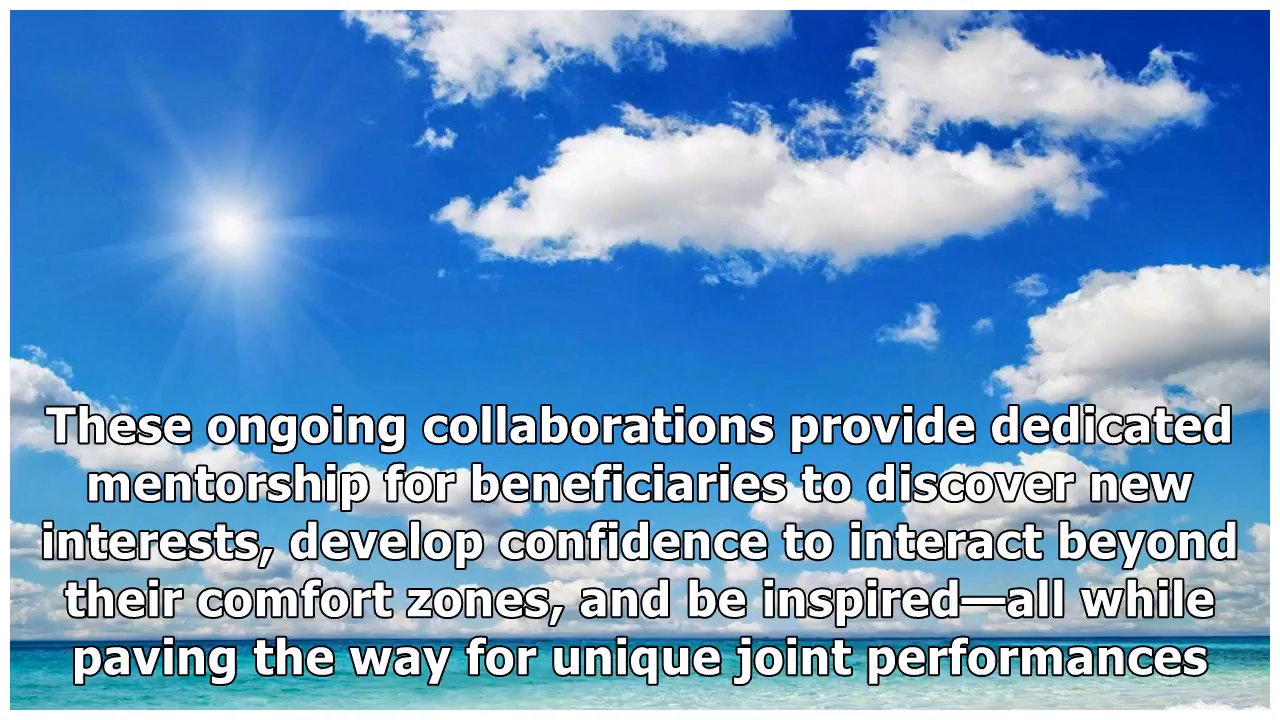 These ongoing collaborations provide dedicated
mentorship for beneficiaries to discover new
interests, develop confidence to interact beyond
their comfort zones, and be inspired—all while
paving the way for unique joint performances